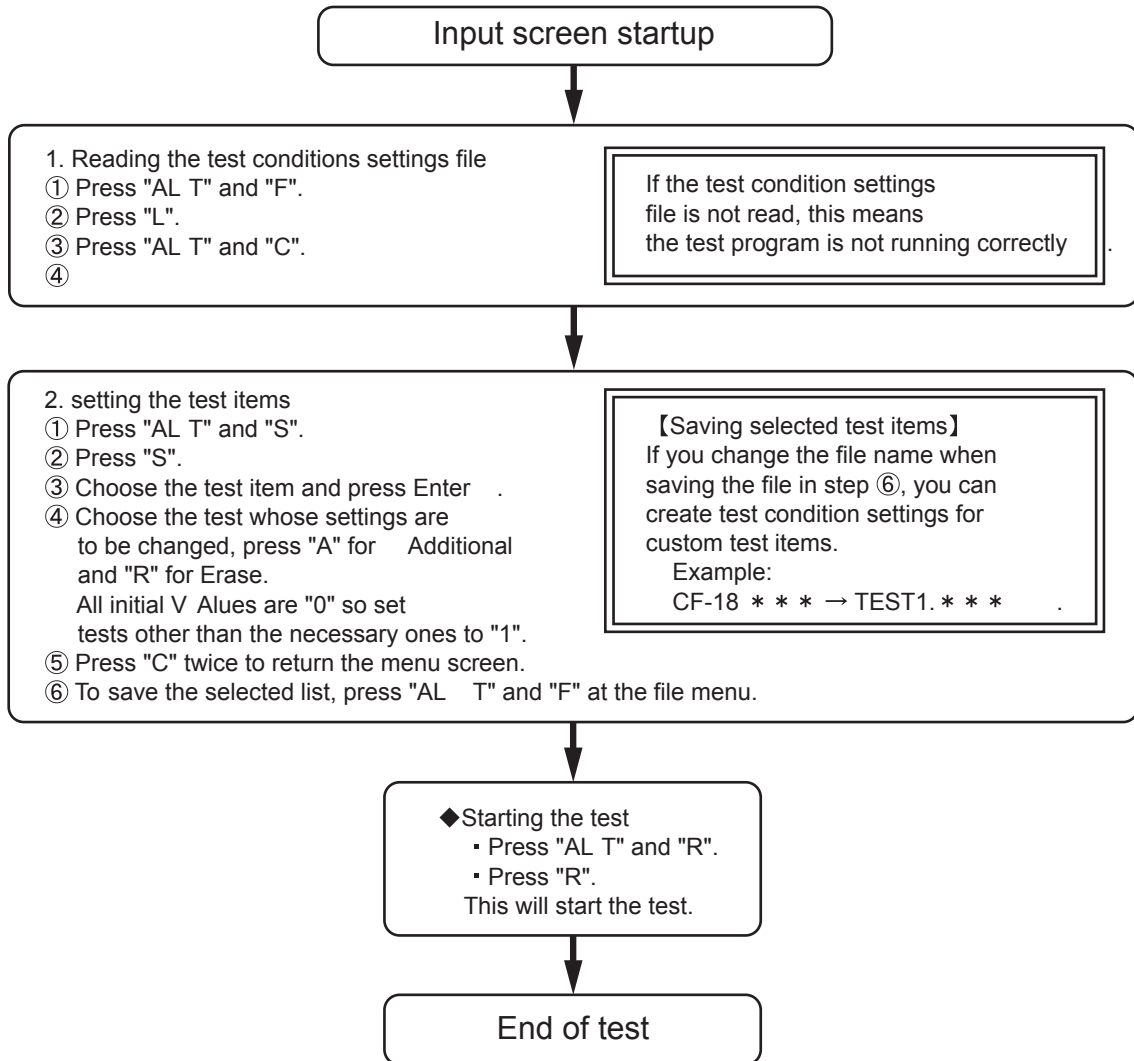 Input screen startup
1. Reading the test conditions settings file
① Press "AL T" and "F".
② Press "L".
③ Press "AL T" and "C".
④
If the test condition settings
file is not read, this means
the test program is not running correctly .
2. setting the test items
① Press "AL T" and "S".
② Press "S".
③ Choose the test item and press Enter .
④ Choose the test whose settings are
to be changed, press "A" for Additional
and "R" for Erase.
All initial V Alues are "0" so set
tests other than the necessary ones to "1".
⑤ Press "C" twice to return the menu screen.
⑥ To save the selected list, press "AL T" and "F" at the file menu.
【Saving selected test items】
If you change the file name when
saving the file in step ⑥, you can
create test condition settings for
custom test items.
Example:
CF-18 ＊＊＊ → TEST1.＊＊＊ .
◆Starting the test
・Press "AL T" and "R".
・Press "R".
This will start the test.
End of test